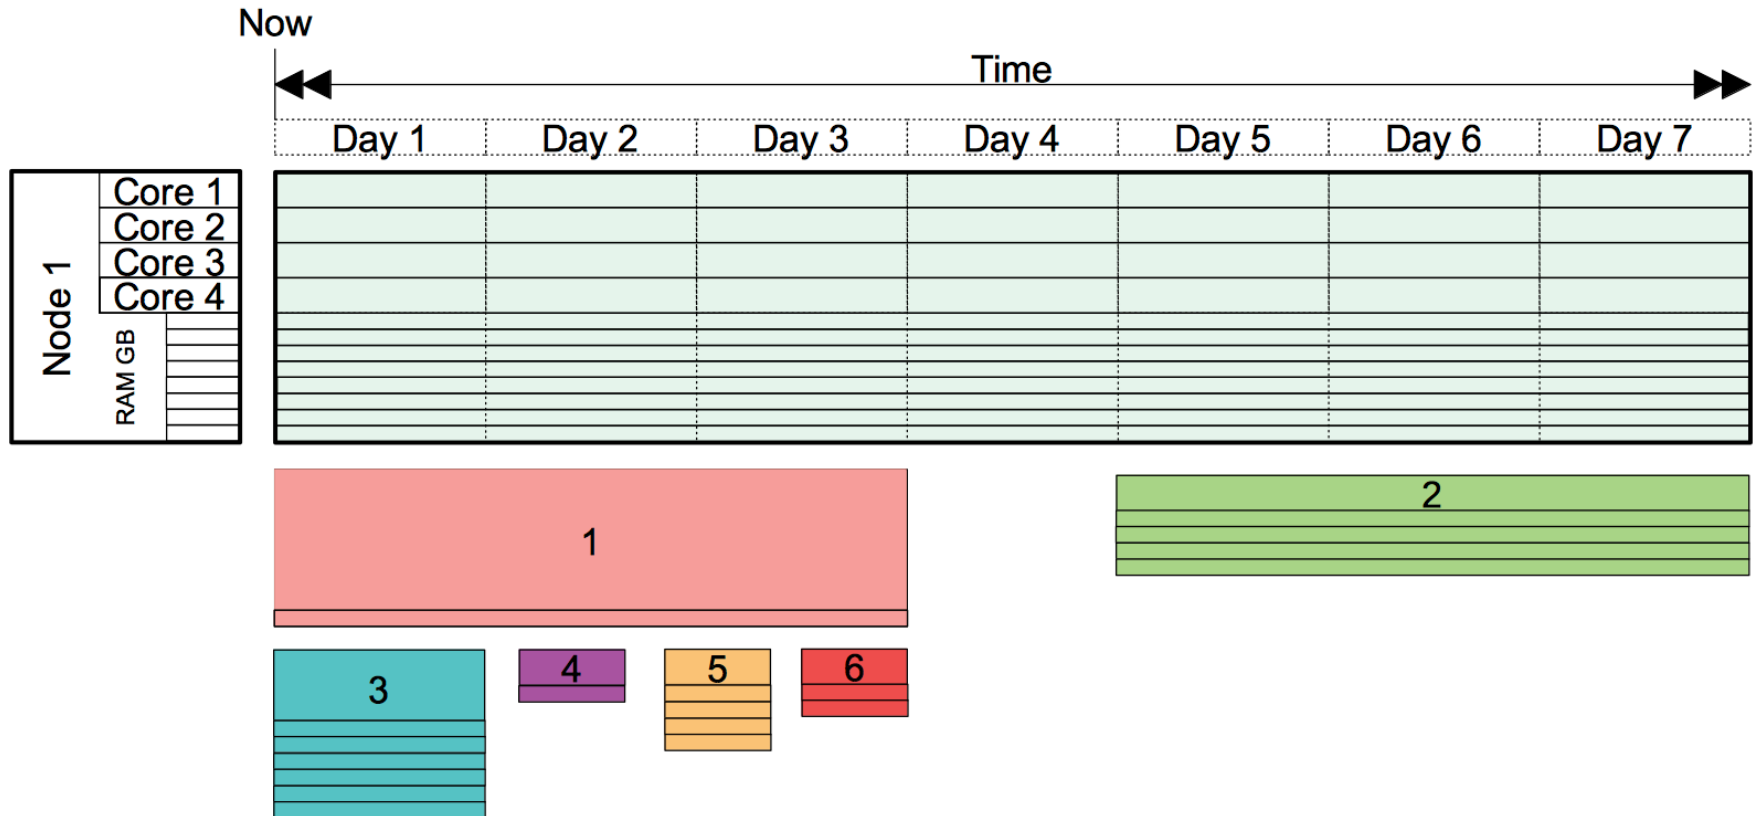 Now
Time
Day 1 Day 2 Day 3 Day 4 Day 5 Day 6 Day 7
Node 1
Core 1
Core 2
Core 3
Core 4
RAM GB
1
2
3
4
5
6